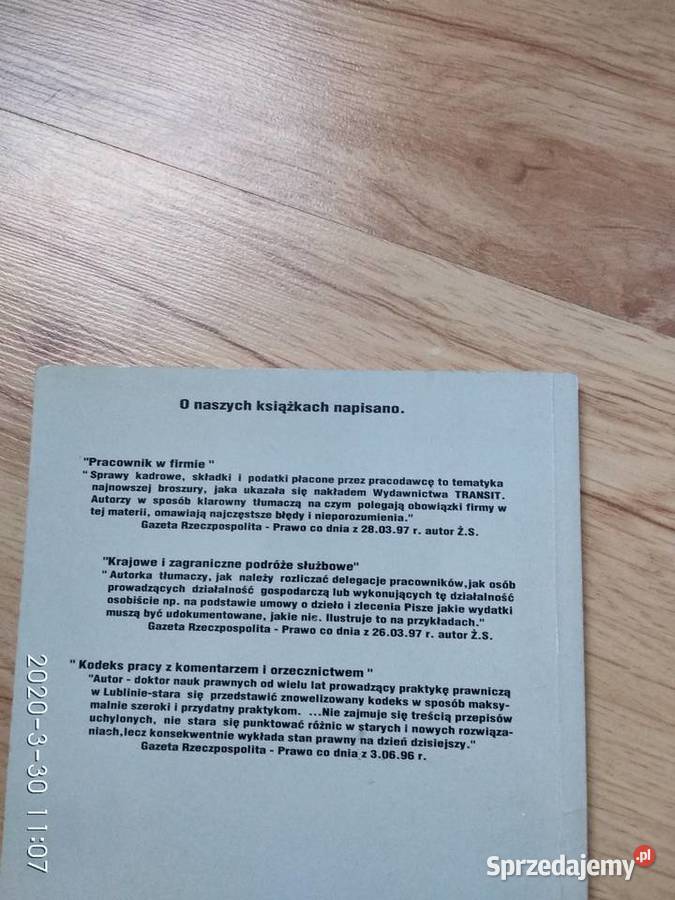 O naszych książkach napisano.
"Pracownik w firmie "
" Sprawy kadrowe, składki i podatki płacone przez pracodawcę to tematyka
najnowszej broszury, jaka ukazała się nakładem Wydawnictwa TRANSIT.
Autorzy w sposób klarowny tłumaczą na czym polegają obowiązki firmy w
tej materii, omawiają najczęstsze błędy i nieporozumienia."
Gazeta Rzeczpospolita - Prawo co dnia z 28.03.97 r. autor Ż.S.
"Krajowe i zagraniczne podróże służbowe"
" Autorka tłumaczy, jak należy rozliczać delegacje pracowników,jak osób
prowadzących działalność gospodarczą lub wykonujących tę działalność
osobiście np. na podstawie umowy o dzieło i zlecenia Pisze jakie wydatki
muszą być udokumentowane, jakie nie. Ilustruje to na przykładach."
Gazeta Rzeczpospolita - Prawo co dnia z 26.03.97 r. autor Ż.S.
" Kodeks pracy z komentarzem i orzecznictwem "
"Autor - doktor nauk prawnych od wielu lat prowadzący praktykę prawniczą
w Lublinie-stara się przedstawić znowelizowany kodeks w sposób maksy-
malnie szeroki i przydatny praktykom. ...Nie zajmuje się treścią przepisów
uchylonych, nie stara się punktować różnic w starych i nowych rozwiąza-
niach,lecz konsekwentnie wykłada stan prawny na dzień dzisiejszy."
Gazeta Rzeczpospolita - Prawo co dnia z 3.06.96 r.
2020-3-30 11:07
Sprzedajemy.pl